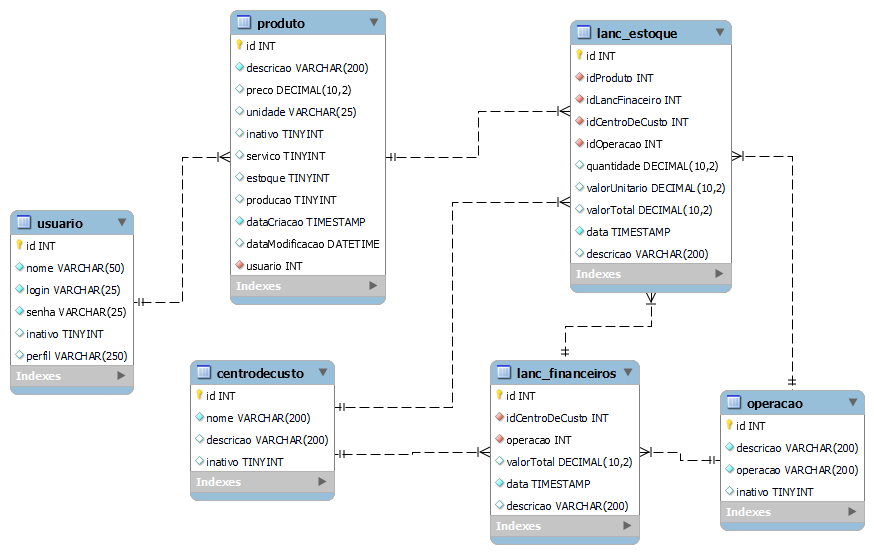 produto
id INT
descricao VARCHAR(200)
preco DECIMAL(10,2)
unidade VARCHAR(25)
inativo TINYINT
servico TINYINT
estoque TINYINT
producao TINYINT
dataCriacao TIMESTAMP
dataModificacao DATETIME
usuario INT
Indexes
lanc_estoque
id INT
idProduto INT
idLancFinaceiro INT
idCentroDeCusto INT
idOperacao INT
quantidade DECIMAL(10,2)
valorUnitario DECIMAL(10,2)
valorTotal DECIMAL(10,2)
data TIMESTAMP
descricao VARCHAR(200)
Indexes
usuario
id INT
nome VARCHAR(50)
login VARCHAR(25)
senha VARCHAR(25)
inativo TINYINT
perfil VARCHAR(250)
Indexes
centrodecusto
id INT
nome VARCHAR(200)
descricao VARCHAR(200)
inativo TINYINT
Indexes
lanc_financeiros
id INT
idCentroDeCusto INT
operacao INT
valorTotal DECIMAL(10,2)
data TIMESTAMP
descricao VARCHAR(200)
Indexes
operacao
id INT
descricao VARCHAR(200)
operacao VARCHAR(200)
inativo TINYINT
Indexes